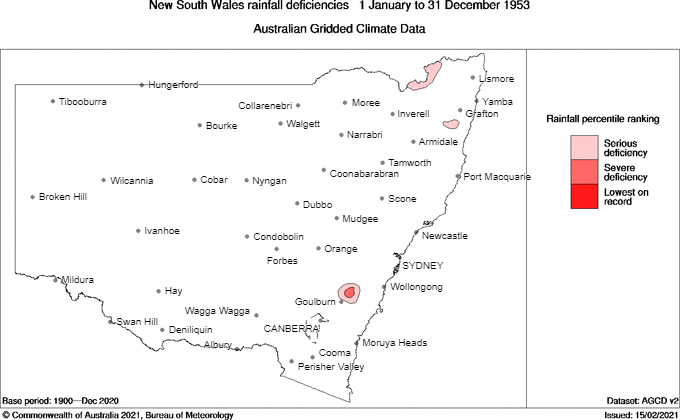 New South Wales rainfall deficiencies 1 January to 31 December 1953
Australian Gridded Climate Data
Lismore
Hungerford
Tibooburra
Collarenebri
Moree
Yamba
Inverell
Grafton
Bourke
Walgett
Narrabri
Armidale
Rainfall percentile ranking
Serious
deficiency
Severe
deficiency
Lowest on
record
Tamworth
Coonabarabran
Port Macquarie
Wilcannia
Cobar
Nyngan
Broken Hill
Scone
Dubbo
Mudgee
Ivanhoe
Condobolin
Newcastle
Orange
Forbes
SYDNEY
Mildura
Wollongong
Hay
Goulburn
Wagga Wagga
Swan Hill
Deniliquin
CANBERRA
Albury
Moruya Heads
Cooma
Perisher Valley
Base period: 1900—Dec 2020
Dataset: AGCD v2
© Commonwealth of Australia 2021, Bureau of Meteorology
Issued: 15/02/2021